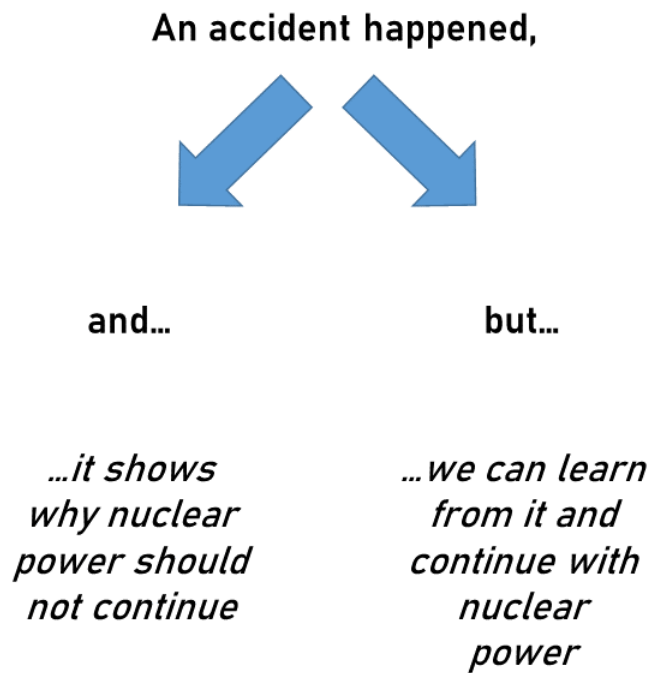 An accident happened,
and...
but...
...it shows
why nuclear
power should
not continue
...we can learn
from it and
continue with
nuclear
power